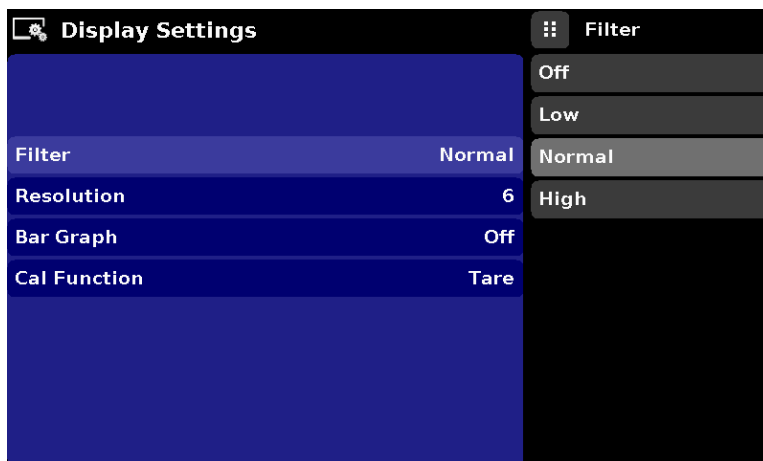 Display Settings
Filter Normal
Resolution 6
Bar Graph Off
Cal Function Tare
Filter
Off
Low
Normal
High